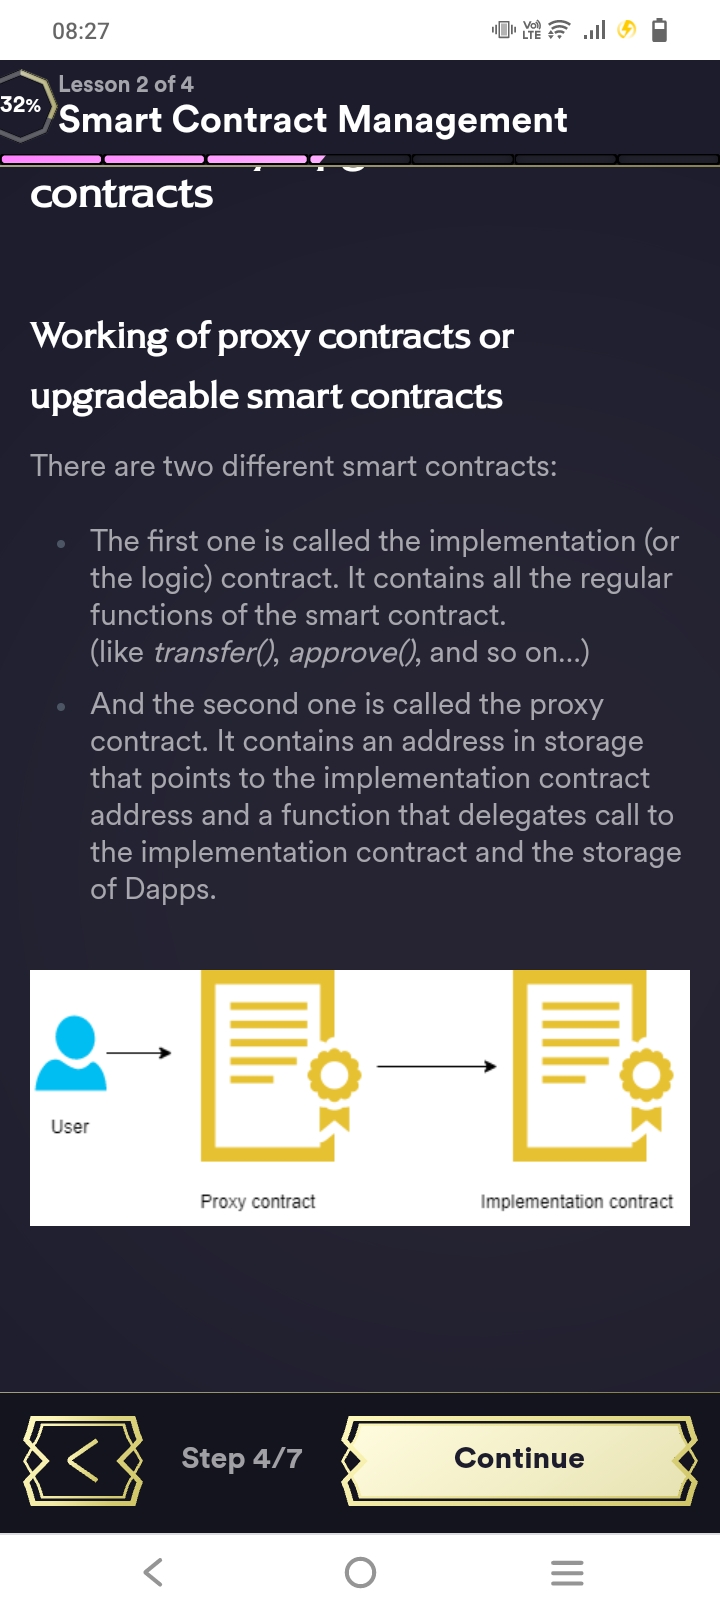 08:27
Vo)
LTE
32%
Lesson 2 of 4
Smart Contract Management
contracts
Working of proxy contracts or
upgradeable smart contracts
There are two different smart contracts:
• The first one is called the implementation (or
the logic) contract. It contains all the regular
functions of the smart contract.
(like transfer(), approve(), and so on...)
• And the second one is called the proxy
contract. It contains an address in storage
that points to the implementation contract
address and a function that delegates call to
the implementation contract and the storage
of Dapps.
User
Proxy contract
Implementation contract
Step 4/7
Continue